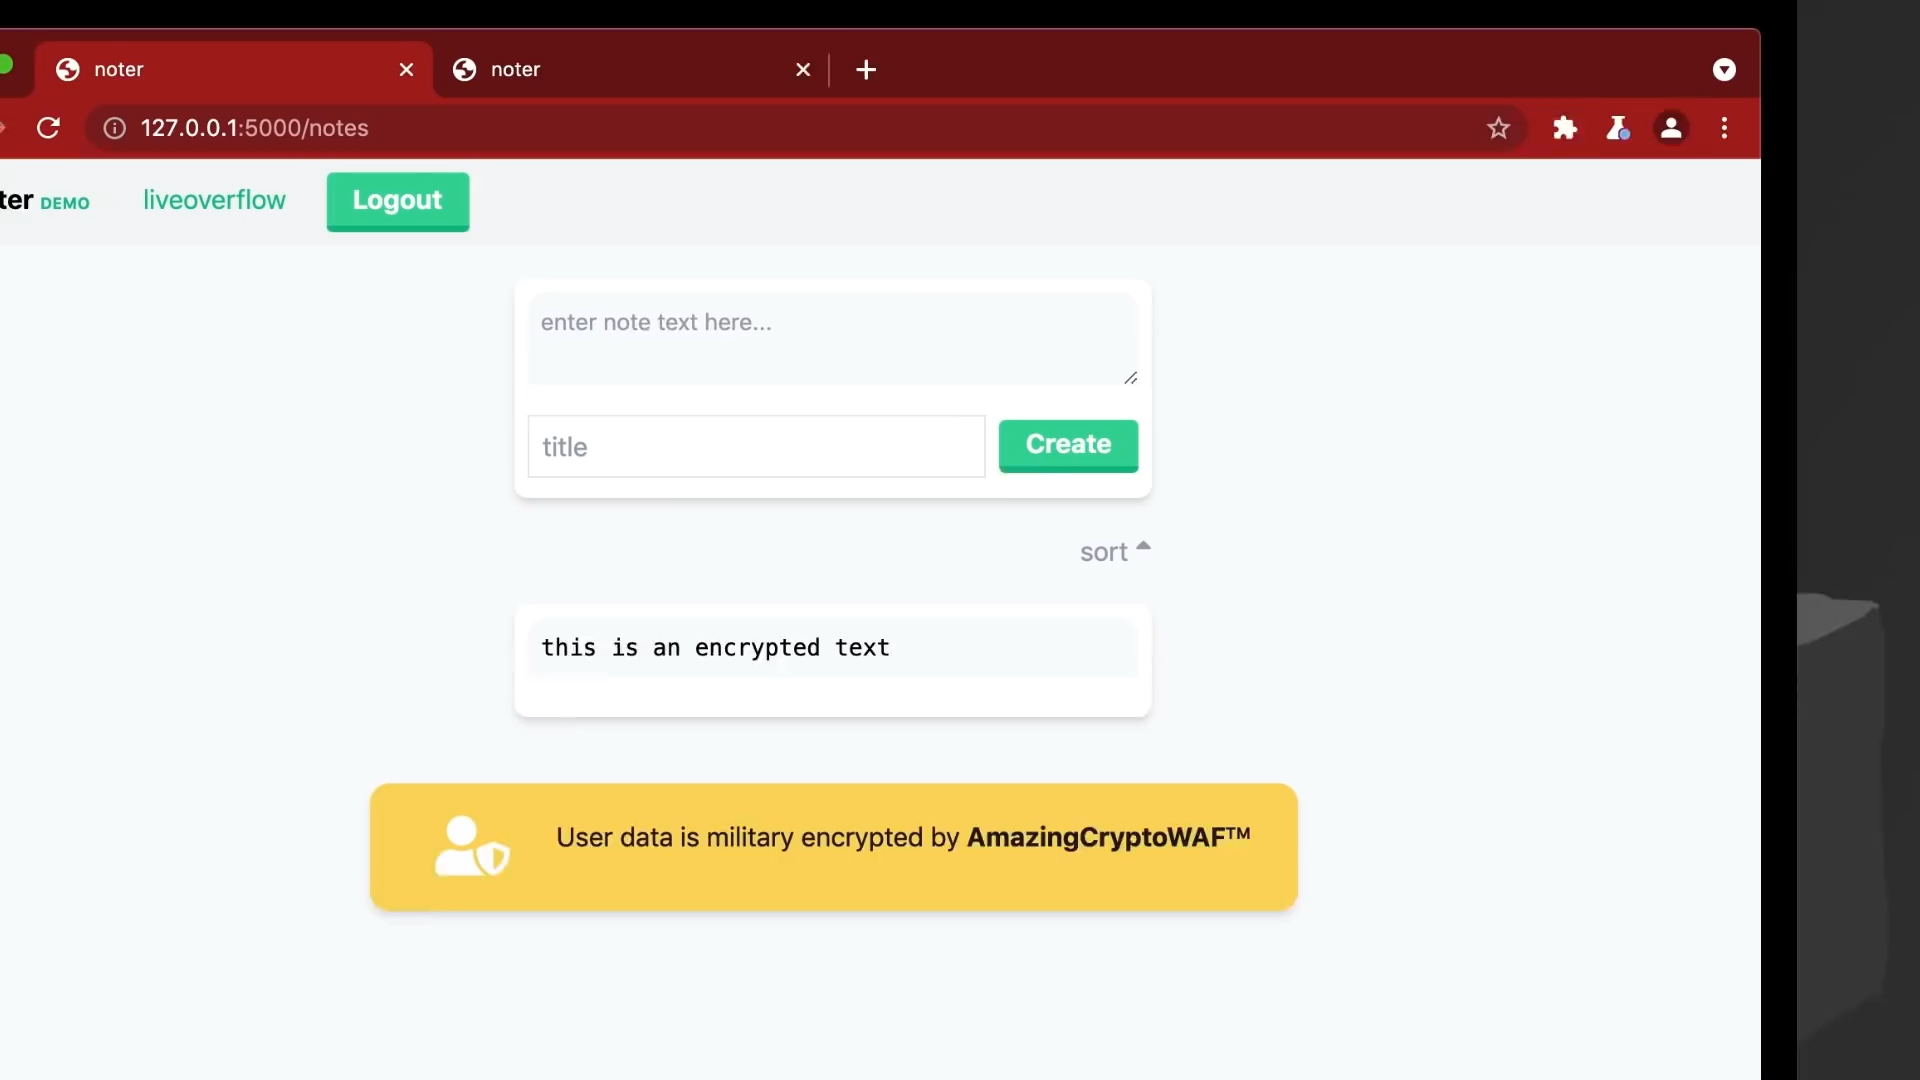 noter
noter
127.0.0.1:5000/notes
ter DEMO
liveoverflow
Logout
enter note text here...
title
Create
sort
this is an encrypted text
User data is military encrypted by AmazingCryptoWAF™